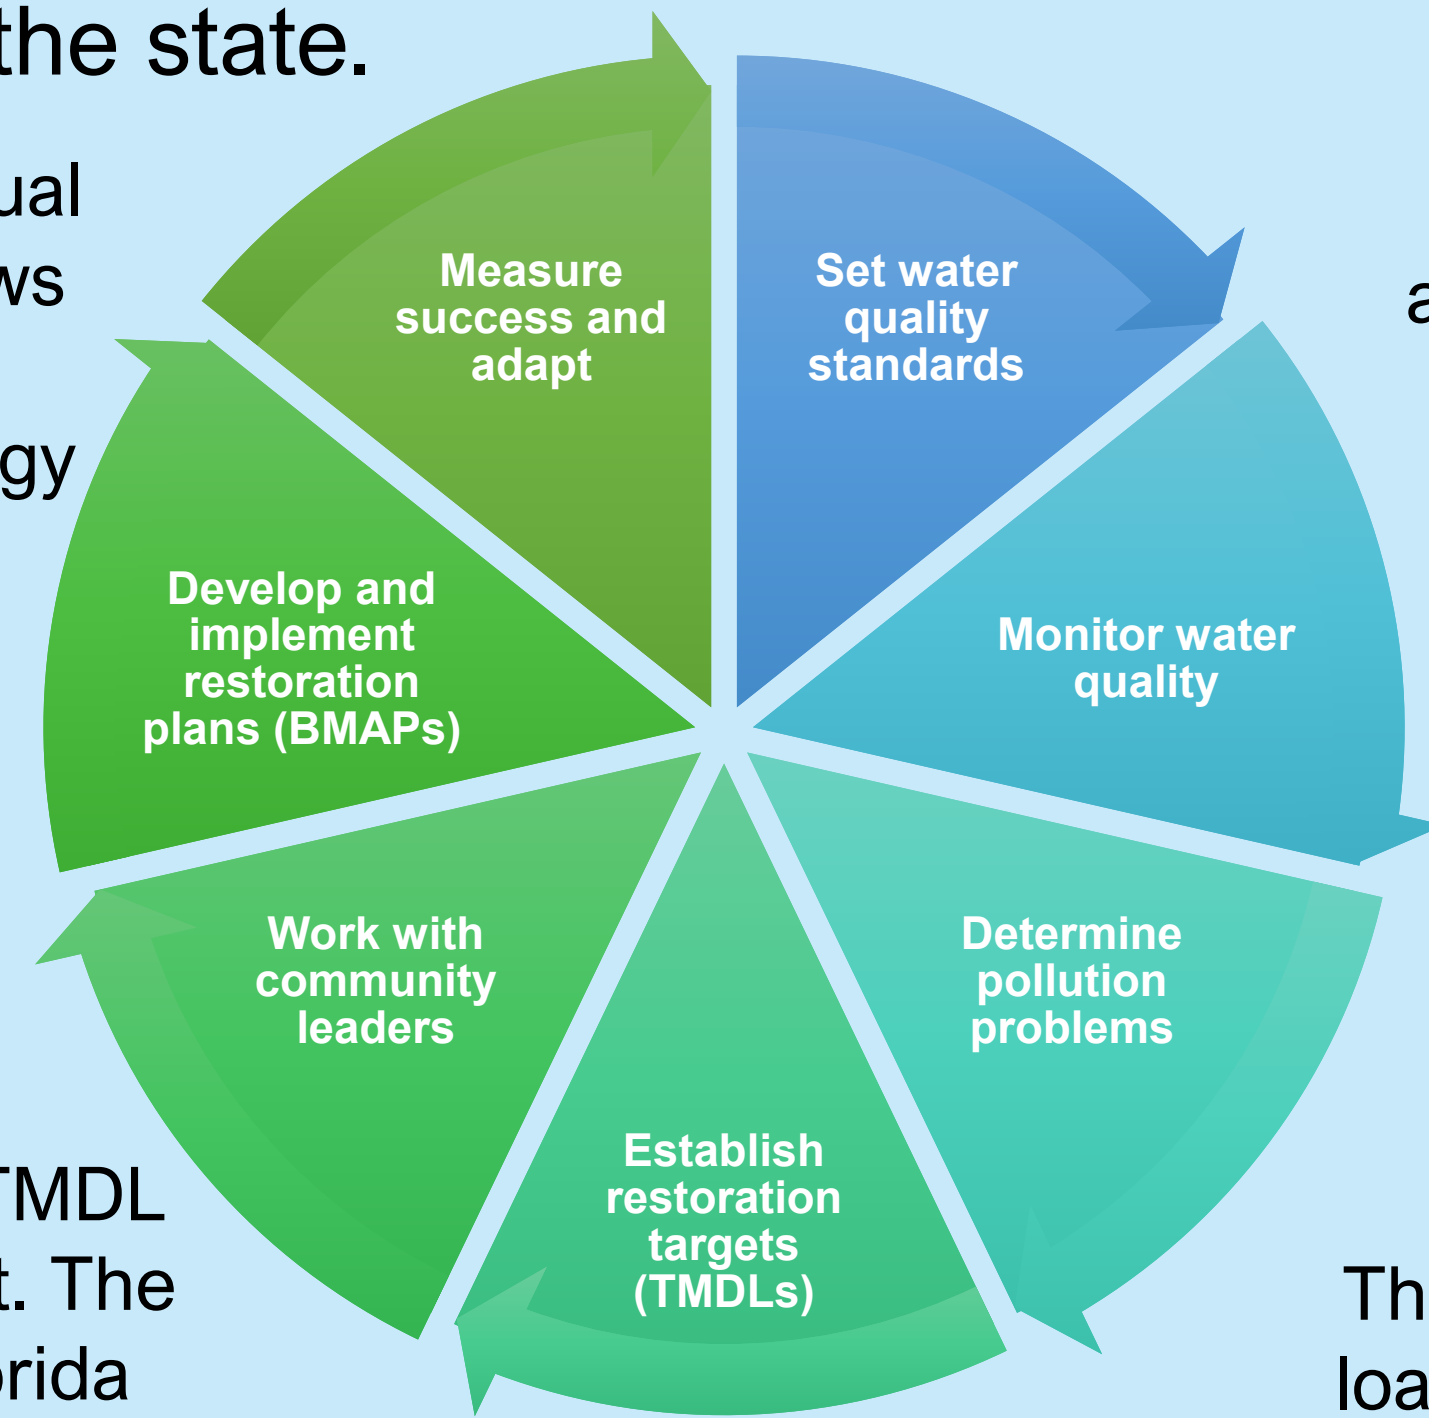 the state.
ual
ws
gy
Measure
success and
adapt
Set water
quality
standards
a
Monitor water
quality
Determine
pollution
problems
Establish
restoration
targets
(TMDLs)
Work with
community
leaders
Develop and
implement
restoration
plans (BMAPs)
TMDL
t. The
orida
Th
loa